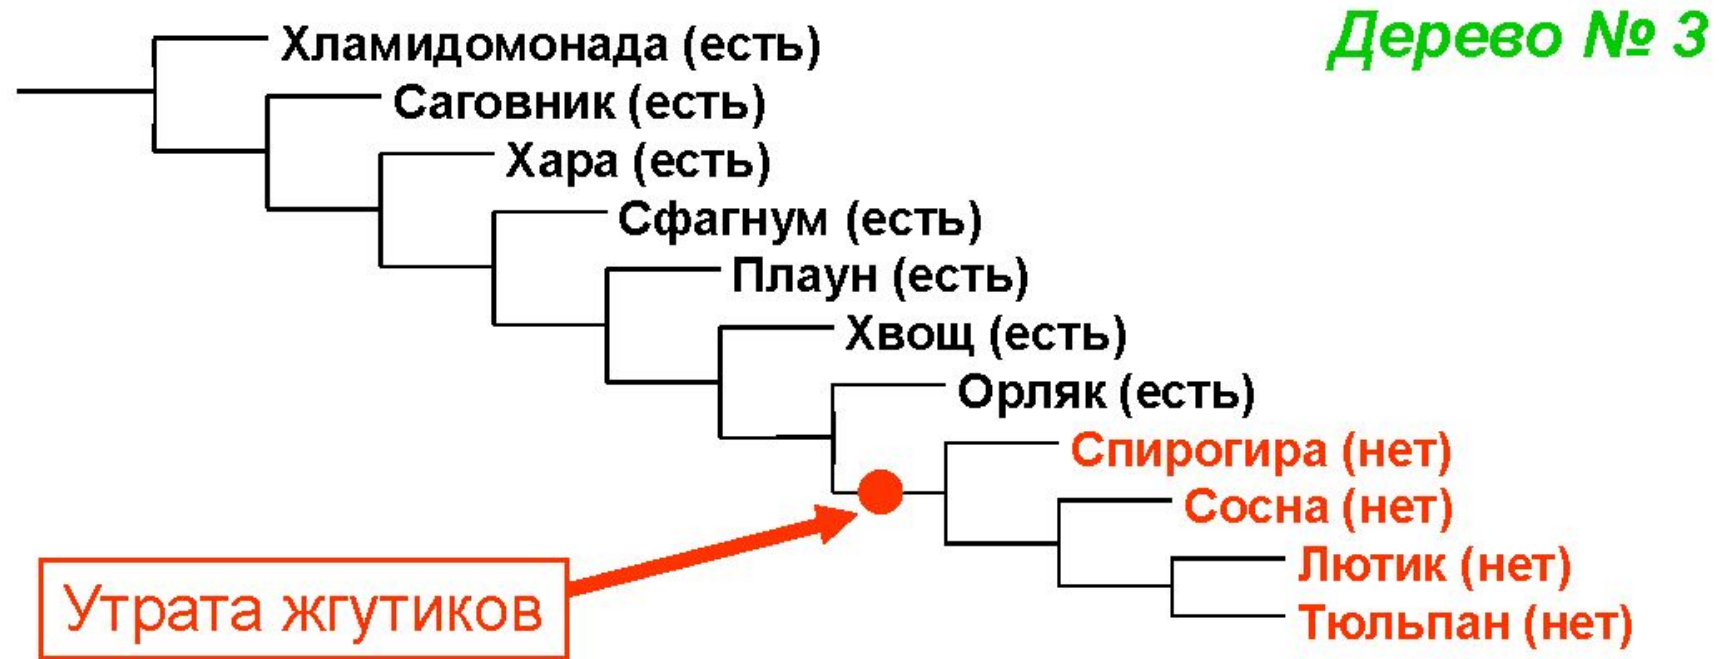 Дерево № 3
Хламидомонада (есть)
Саговник (есть)
Хара (есть)
Сфагнум (есть)
Плаун (есть)
Хвощ (есть)
Орляк (есть)
Спирогира (нет)
Сосна (нет)
Лютик (нет)
Тюльпан (нет)
Утрата жгутиков